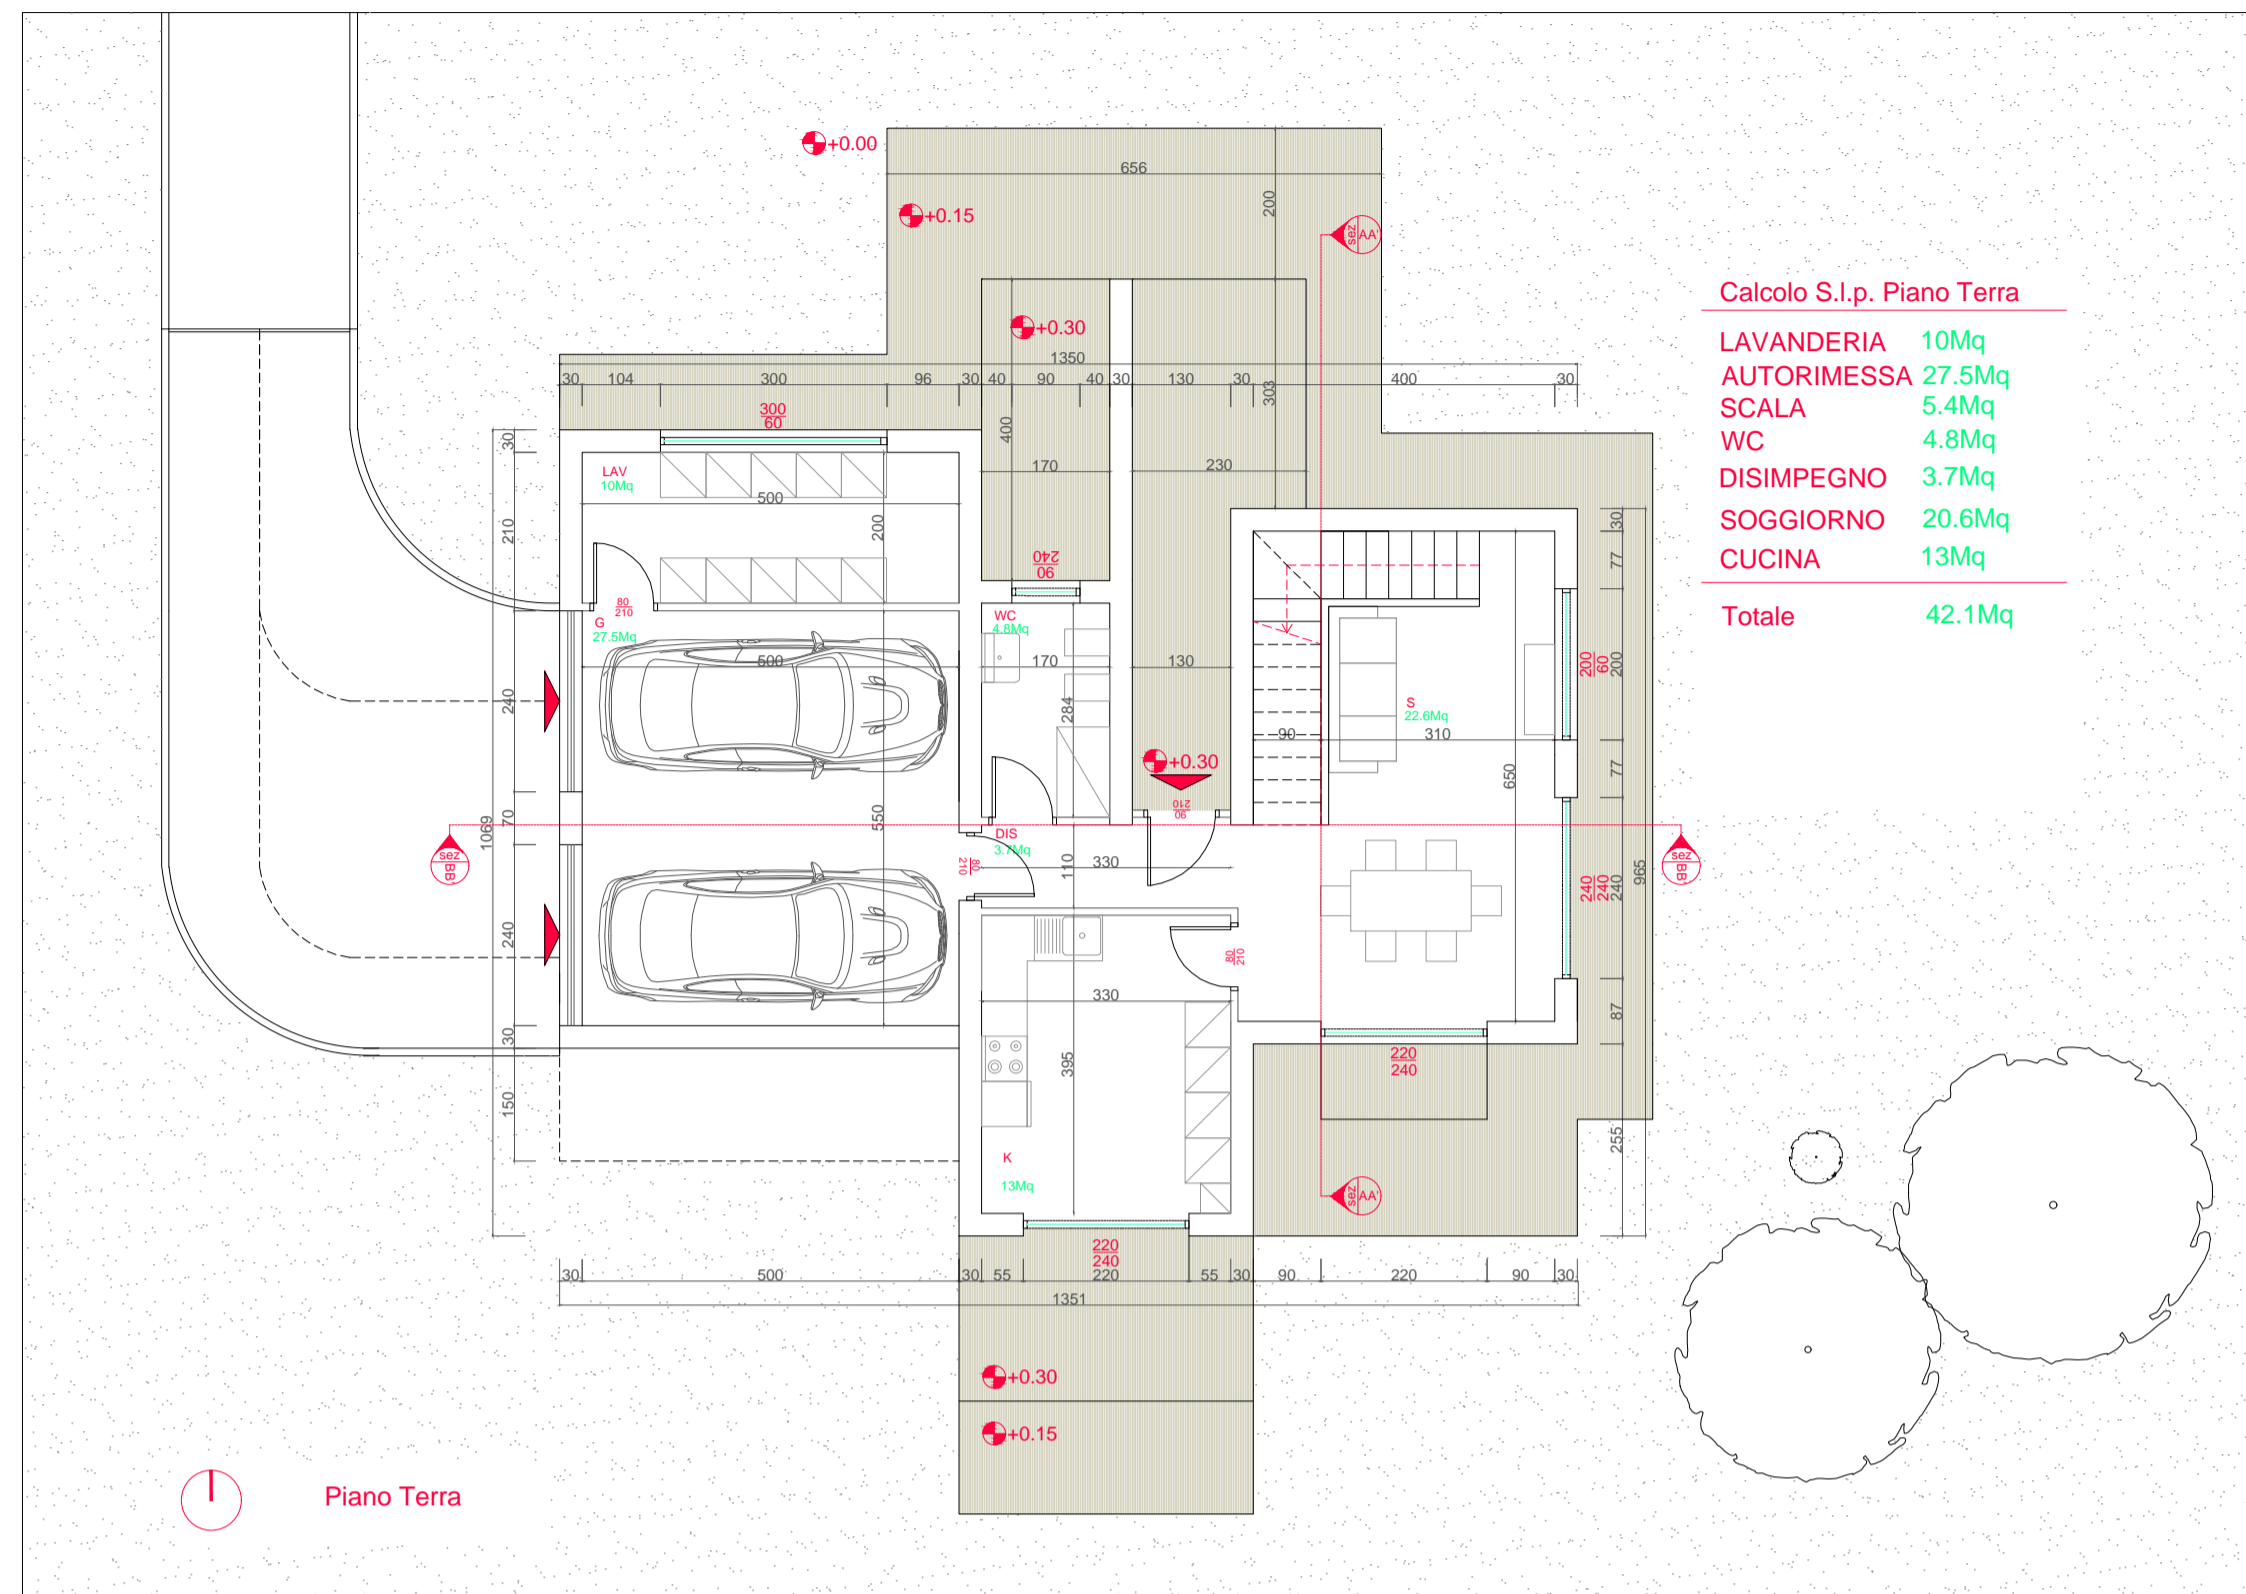 +0.00
656
+0.15
200
sez AA'
Calcolo S.l.p. Piano Terra
LAVANDERIA 10Mq
AUTORIMESSA 27.5Mq
SCALA 5.4Mq
WC 4.8Mq
DISIMPEGNO 3.7Mq
SOGGIORNO 20.6Mq
CUCINA 13Mq
Totale 42.1Mq
+0.30
1350
30 104 300 96 30 40 90 40 30 130 30 400 30
303
300
60
400
30
LAV
10Mq
170
230
500
200
210
30
77
240
90
80
210
G
27.5Mq
WC
4.8Mq
500
170
130
200
60
200
S
22.6Mq
240
284
90
310
+0.30
650
77
90
210
70
550
1069
DIS
3.7Mq
sez BB'
80
210
110
330
sez BB'
965
240
240
240
240
80
210
330
87
30
395
220
240
150
255
K
13Mq
sez AA'
220
240
30 500 30 55 220 55 30 90 220 90 30
1351
+0.30
+0.15
Piano Terra